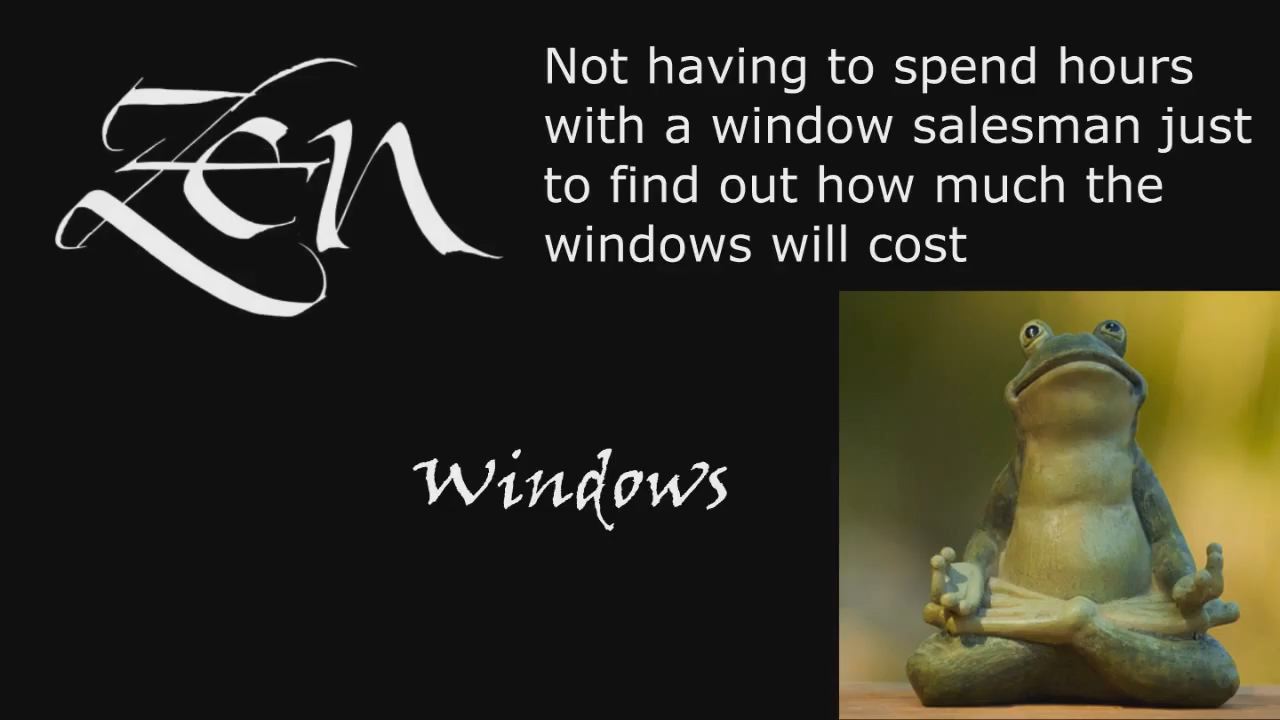 Zen
Not having to spend hours
with a window salesman just
to find out how much the
windows will cost
Windows